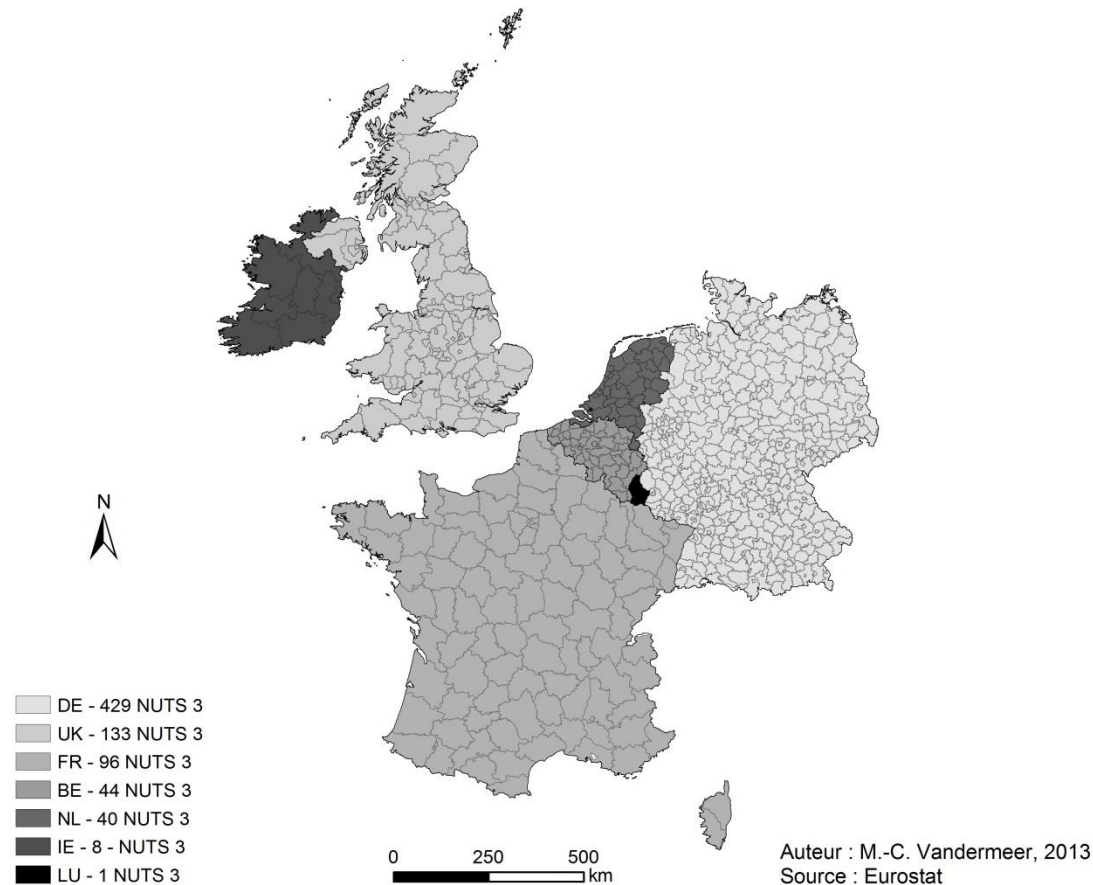 N
DE - 429 NUTS 3
UK - 133 NUTS 3
FR - 96 NUTS 3
BE - 44 NUTS 3
NL - 40 NUTS 3
IE - 8 - NUTS 3
LU - 1 NUTS 3
0 250 500
km
Auteur : M.-C. Vandermeer, 2013
Source : Eurostat